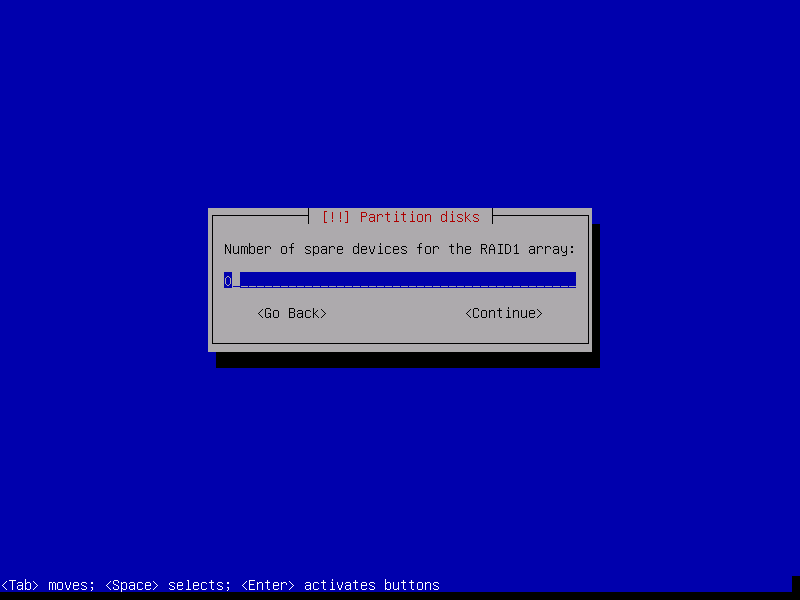 [!!] Partition disks
Number of spare devices for the RAID1 array:
0
<Go Back> <Continue>
<Tab> moves; <Space> selects; <Enter> activates buttons